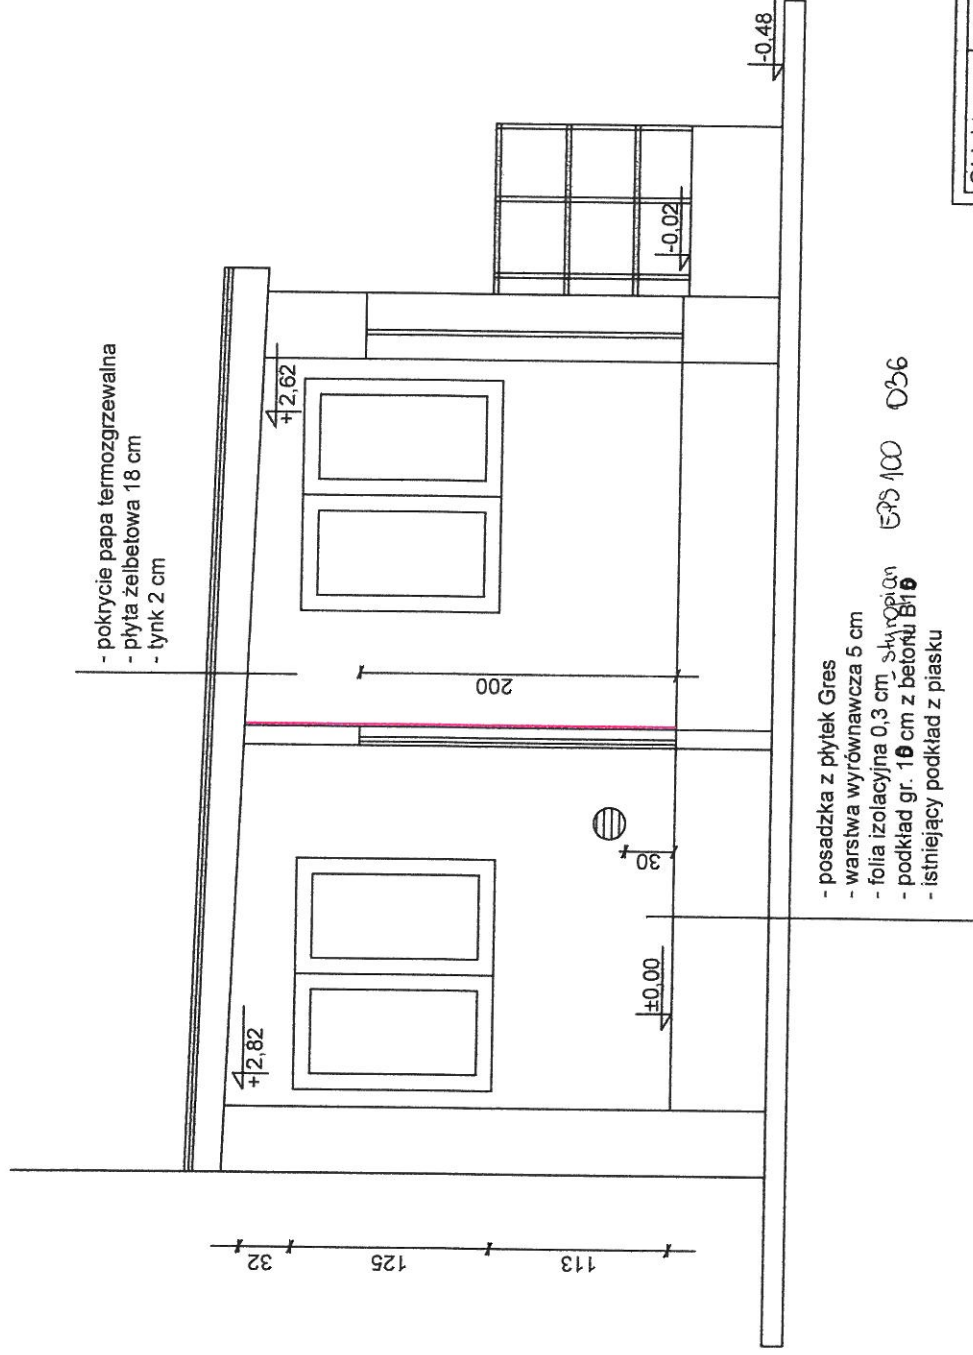 - pokrycie papa termozgrzewalna
- płyta żelbetowa 18 cm
- tynk 2 cm
+2,82
+2,62
-0,48
-0,02
±0,00
32
125
113
200
30
- posadzka z płytek Gres
- warstwa wyrównawcza 5 cm
- folia izolacyjna 0,3 cm
styropian EPS 100 036
- podkład gr. 10 cm z betonu B10
- istniejący podkład z piasku